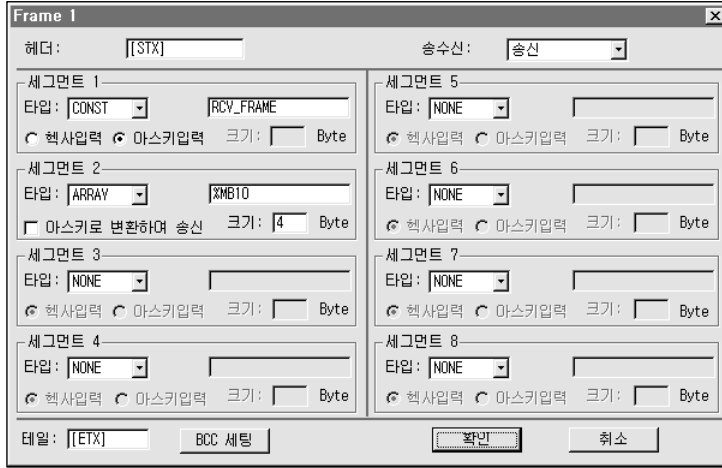 Frame 1
헤더: [STX] 송수신: 송신
세그먼트 1
타입: CONST RCV_FRAME
헥사입력 아스키입력 크기: Byte
세그먼트 2
타입: ARRAY %MB10
아스키로 변환하여 송신 크기: 4 Byte
세그먼트 3
타입: NONE
헥사입력 아스키입력 크기: Byte
세그먼트 4
타입: NONE
헥사입력 아스키입력 크기: Byte
세그먼트 5
타입: NONE
헥사입력 아스키입력 크기: Byte
세그먼트 6
타입: NONE
헥사입력 아스키입력 크기: Byte
세그먼트 7
타입: NONE
헥사입력 아스키입력 크기: Byte
세그먼트 8
타입: NONE
헥사입력 아스키입력 크기: Byte
테일: [ETX] BCC 세팅 확인 취소